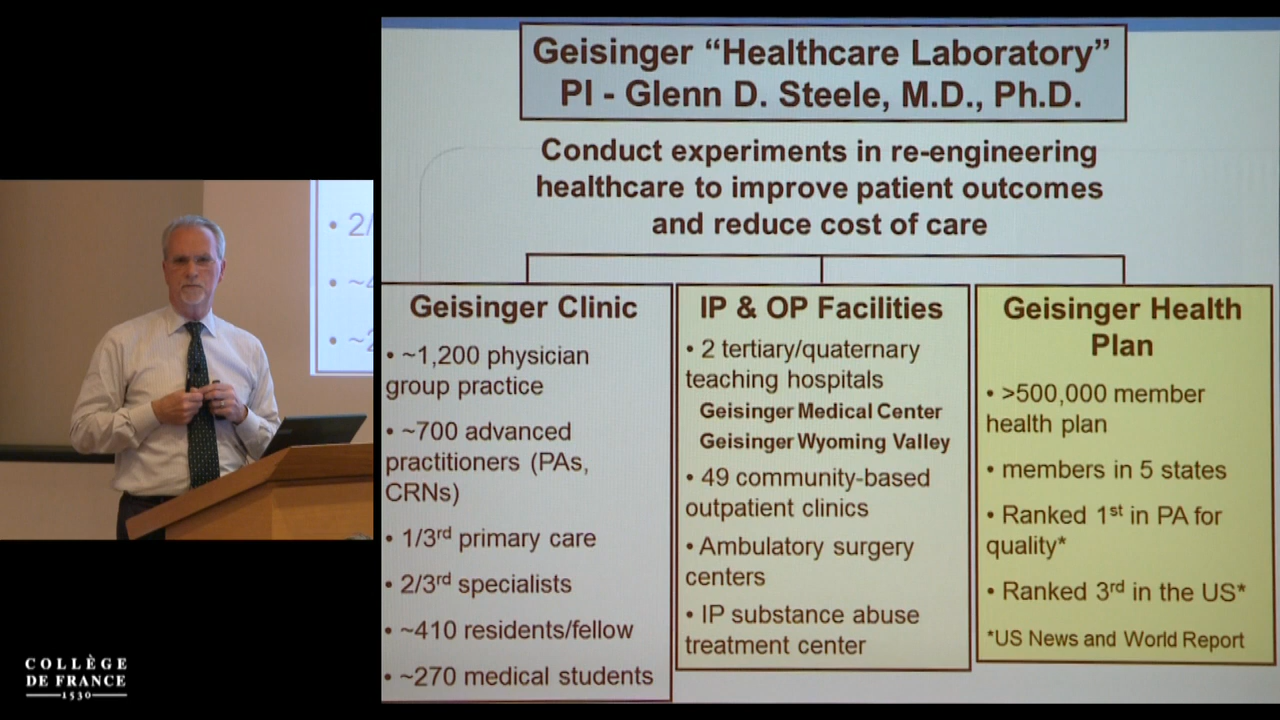 Geisinger “Healthcare Laboratory”
PI - Glenn D. Steele, M.D., Ph.D.
Conduct experiments in re-engineering
healthcare to improve patient outcomes
and reduce cost of care
Geisinger Clinic
• ~1,200 physician
group practice
• ~700 advanced
practitioners (PAs,
CRNs)
• 1/3rd primary care
• 2/3rd specialists
• ~410 residents/fellow
• ~270 medical students
IP & OP Facilities
• 2 tertiary/quaternary
teaching hospitals
Geisinger Medical Center
Geisinger Wyoming Valley
• 49 community-based
outpatient clinics
• Ambulatory surgery
centers
• IP substance abuse
treatment center
Geisinger Health
Plan
• >500,000 member
health plan
• members in 5 states
• Ranked 1st in PA for
quality*
• Ranked 3rd in the US*
*US News and World Report
• 2/
• ~4
• ~2
COLLÈGE
DE FRANCE
1530